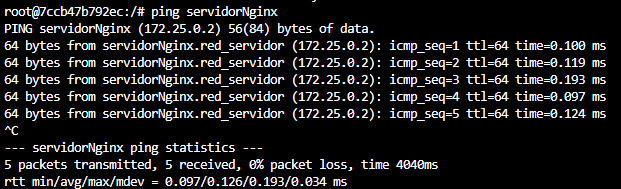 root@7ccb47b792ec:/# ping servidorNginx
PING servidorNginx (172.25.0.2) 56(84) bytes of data.
64 bytes from servidorNginx.red_servidor (172.25.0.2): icmp_seq=1 ttl=64 time=0.100 ms
64 bytes from servidorNginx.red_servidor (172.25.0.2): icmp_seq=2 ttl=64 time=0.119 ms
64 bytes from servidorNginx.red_servidor (172.25.0.2): icmp_seq=3 ttl=64 time=0.193 ms
64 bytes from servidorNginx.red_servidor (172.25.0.2): icmp_seq=4 ttl=64 time=0.097 ms
64 bytes from servidorNginx.red_servidor (172.25.0.2): icmp_seq=5 ttl=64 time=0.124 ms
^C
--- servidorNginx ping statistics ---
5 packets transmitted, 5 received, 0% packet loss, time 4040ms
rtt min/avg/max/mdev = 0.097/0.126/0.193/0.034 ms